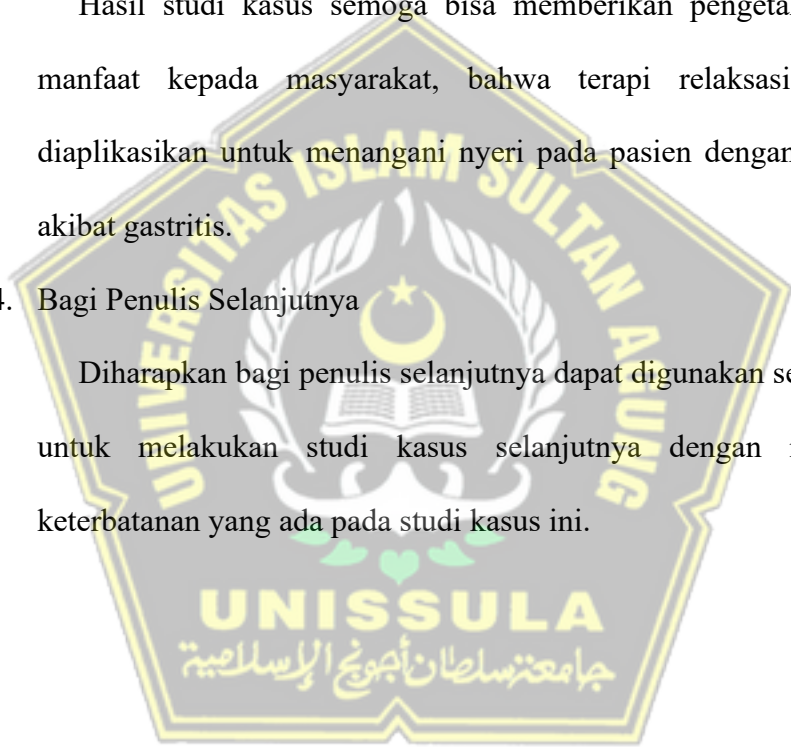 Hasil studi kasus semoga bisa memberikan
manfaat kepada masyarakat, bahwa terapi relaksasi
diaplikasikan untuk menangani nyeri pada pasien dengan
akibat gastritis.
4. Bagi Penulis Selanjutnya
Diharapkan bagi penulis selanjutnya dapat digunakan
untuk melakukan studi kasus selanjutnya dengan
keterbatanan yang ada pada studi kasus ini.
UNIVERSITAS ISLAM SULTAN AGUNG
UNISSULA
جامعة سلطان أجونج الإسلامية